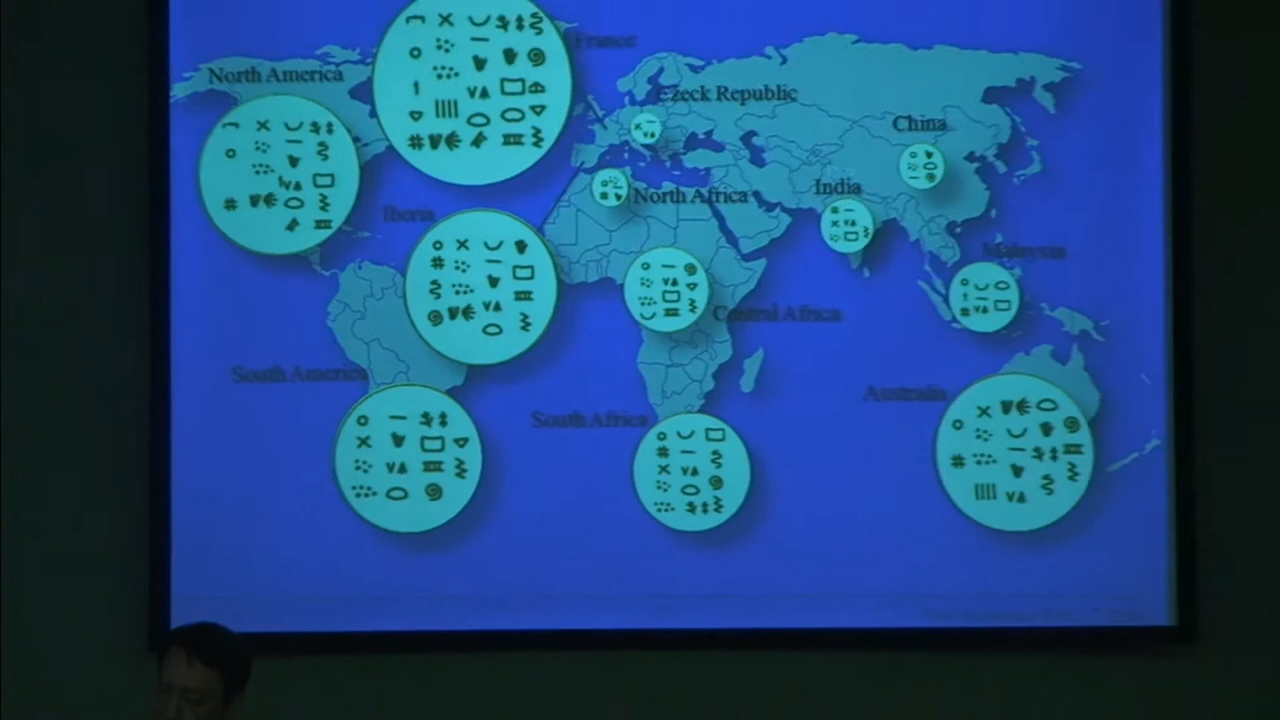 France
North America
Czeck Republic
China
India
North Africa
Iberia
Malaysia
Central Africa
South America
Australia
South Africa